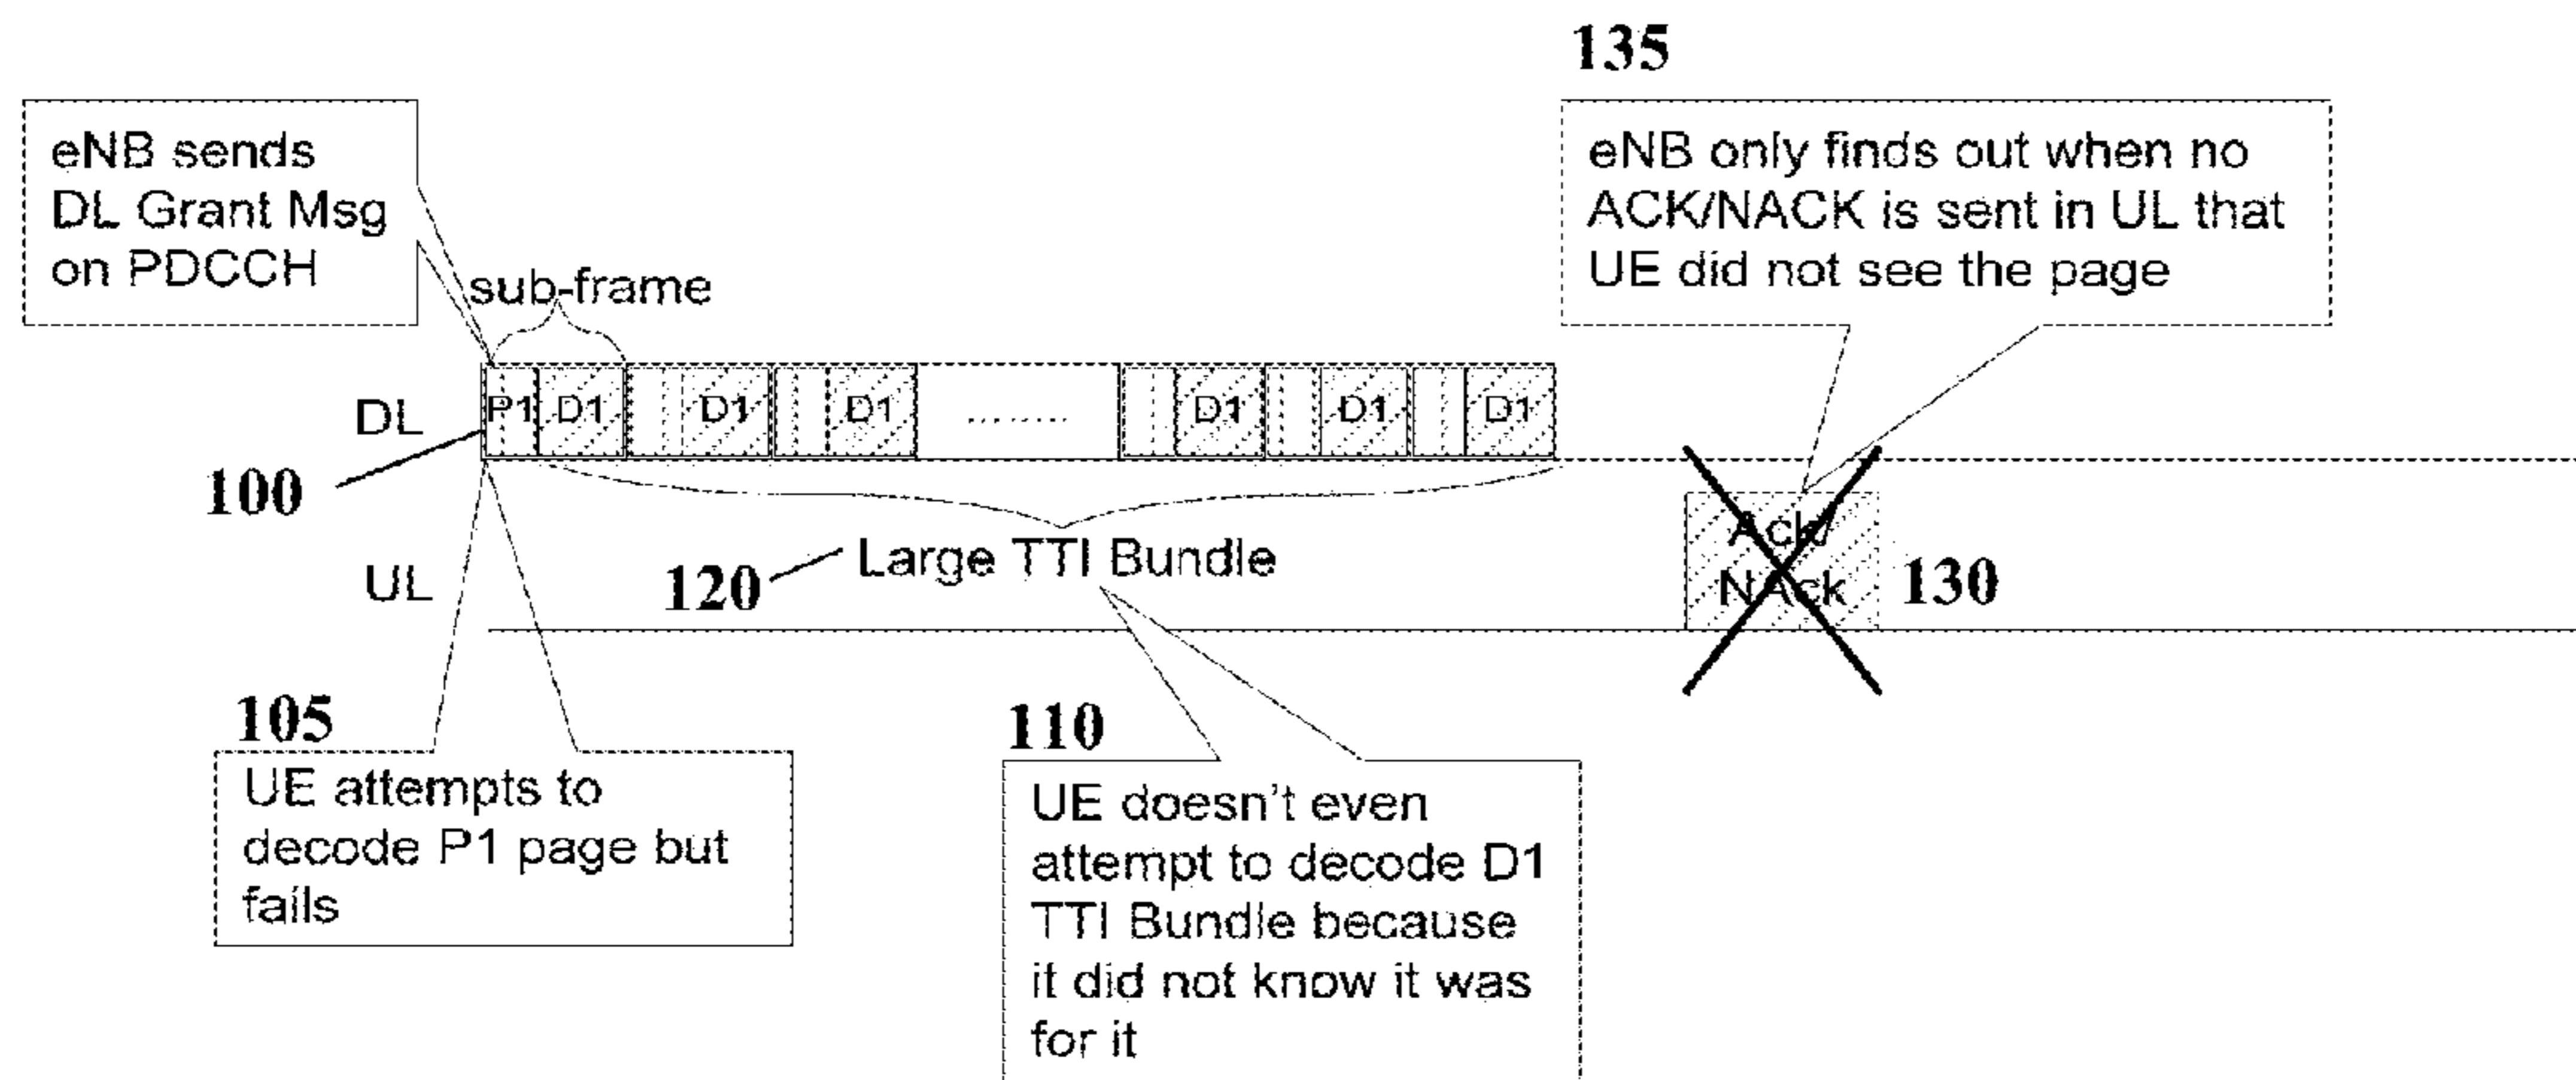 135
eNB sends
DL Grant Msg
on PDCCH
eNB only finds out when no
ACK/NACK is sent in UL that
UE did not see the page
sub-frame
DL P1 D1 D1 D1 ....... D1 D1 D1
100
UL
120 Large TTI Bundle
Ack/
NAck 130
105
UE attempts to
decode P1 page but
fails
110
UE doesn't even
attempt to decode D1
TTI Bundle because
it did not know it was
for it